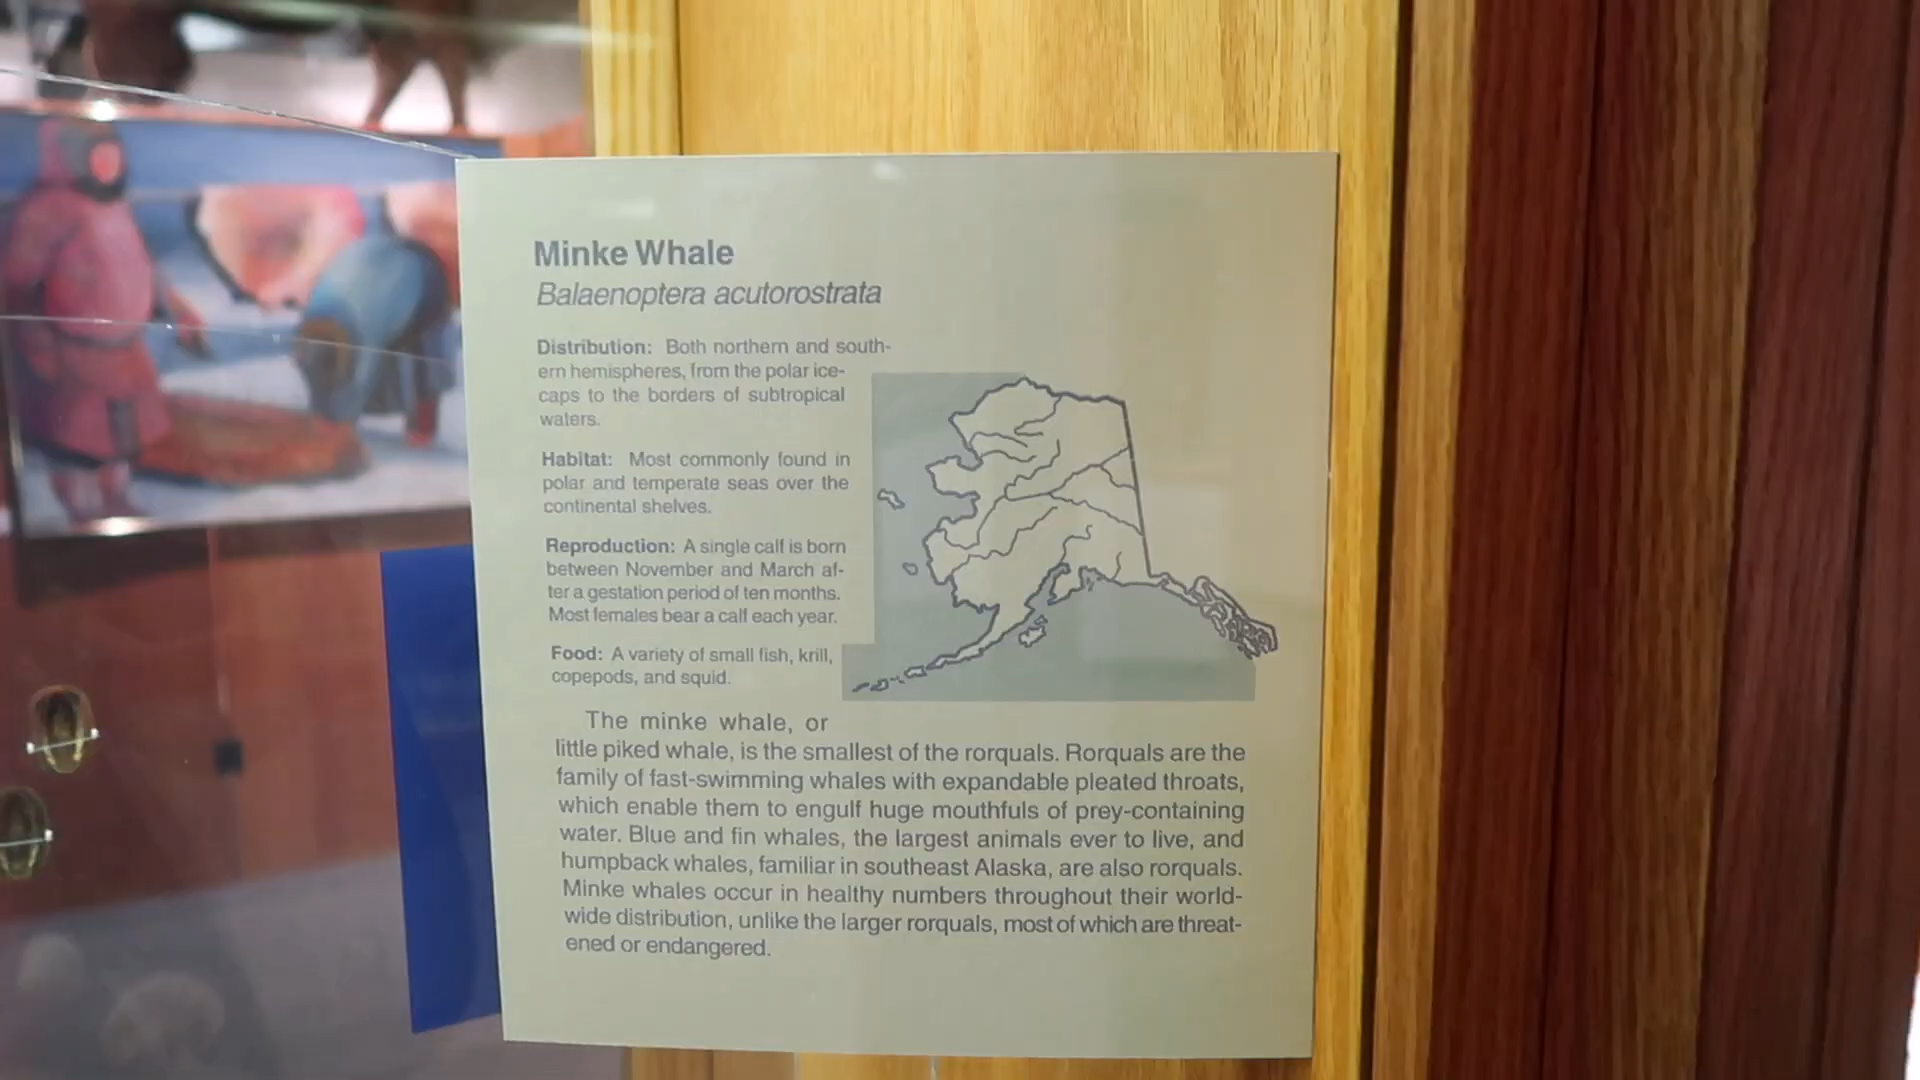 Minke Whale
Balaenoptera acutorostrata
Distribution: Both northern and south-
ern hemispheres, from the polar ice-
caps to the borders of subtropical
waters.
Habitat: Most commonly found in
polar and temperate seas over the
continental shelves.
Reproduction: A single calf is born
between November and March af-
ter a gestation period of ten months.
Most females bear a calf each year.
Food: A variety of small fish, krill,
copepods, and squid.
The minke whale, or
little piked whale, is the smallest of the rorquals. Rorquals are the
family of fast-swimming whales with expandable pleated throats,
which enable them to engulf huge mouthfuls of prey-containing
water. Blue and fin whales, the largest animals ever to live, and
humpback whales, familiar in southeast Alaska, are also rorquals.
Minke whales occur in healthy numbers throughout their world-
wide distribution, unlike the larger rorquals, most of which are threat-
ened or endangered.